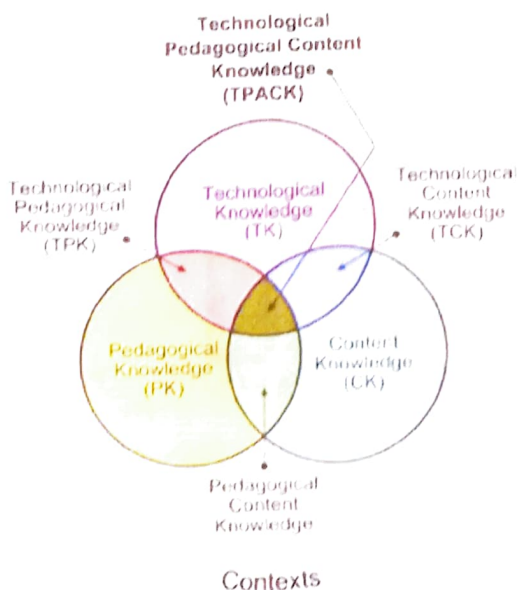 Technological
Pedagogical Content
Knowledge
(TPACK)
Technological
Pedagogical
Knowledge
(TPK)
Technological
Knowledge
(TK)
Technological
Content
Knowledge
(TCK)
Pedagogical
Knowledge
(PK)
Content
Knowledge
(CK)
Pedagogical
Content
Knowledge
Contexts